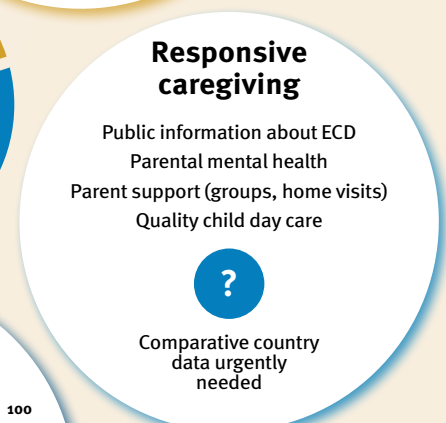 Responsive
caregiving
Public information about ECD
Parental mental health
Parent support (groups, home visits)
Quality child day care
?
Comparative country
data urgently
needed
100